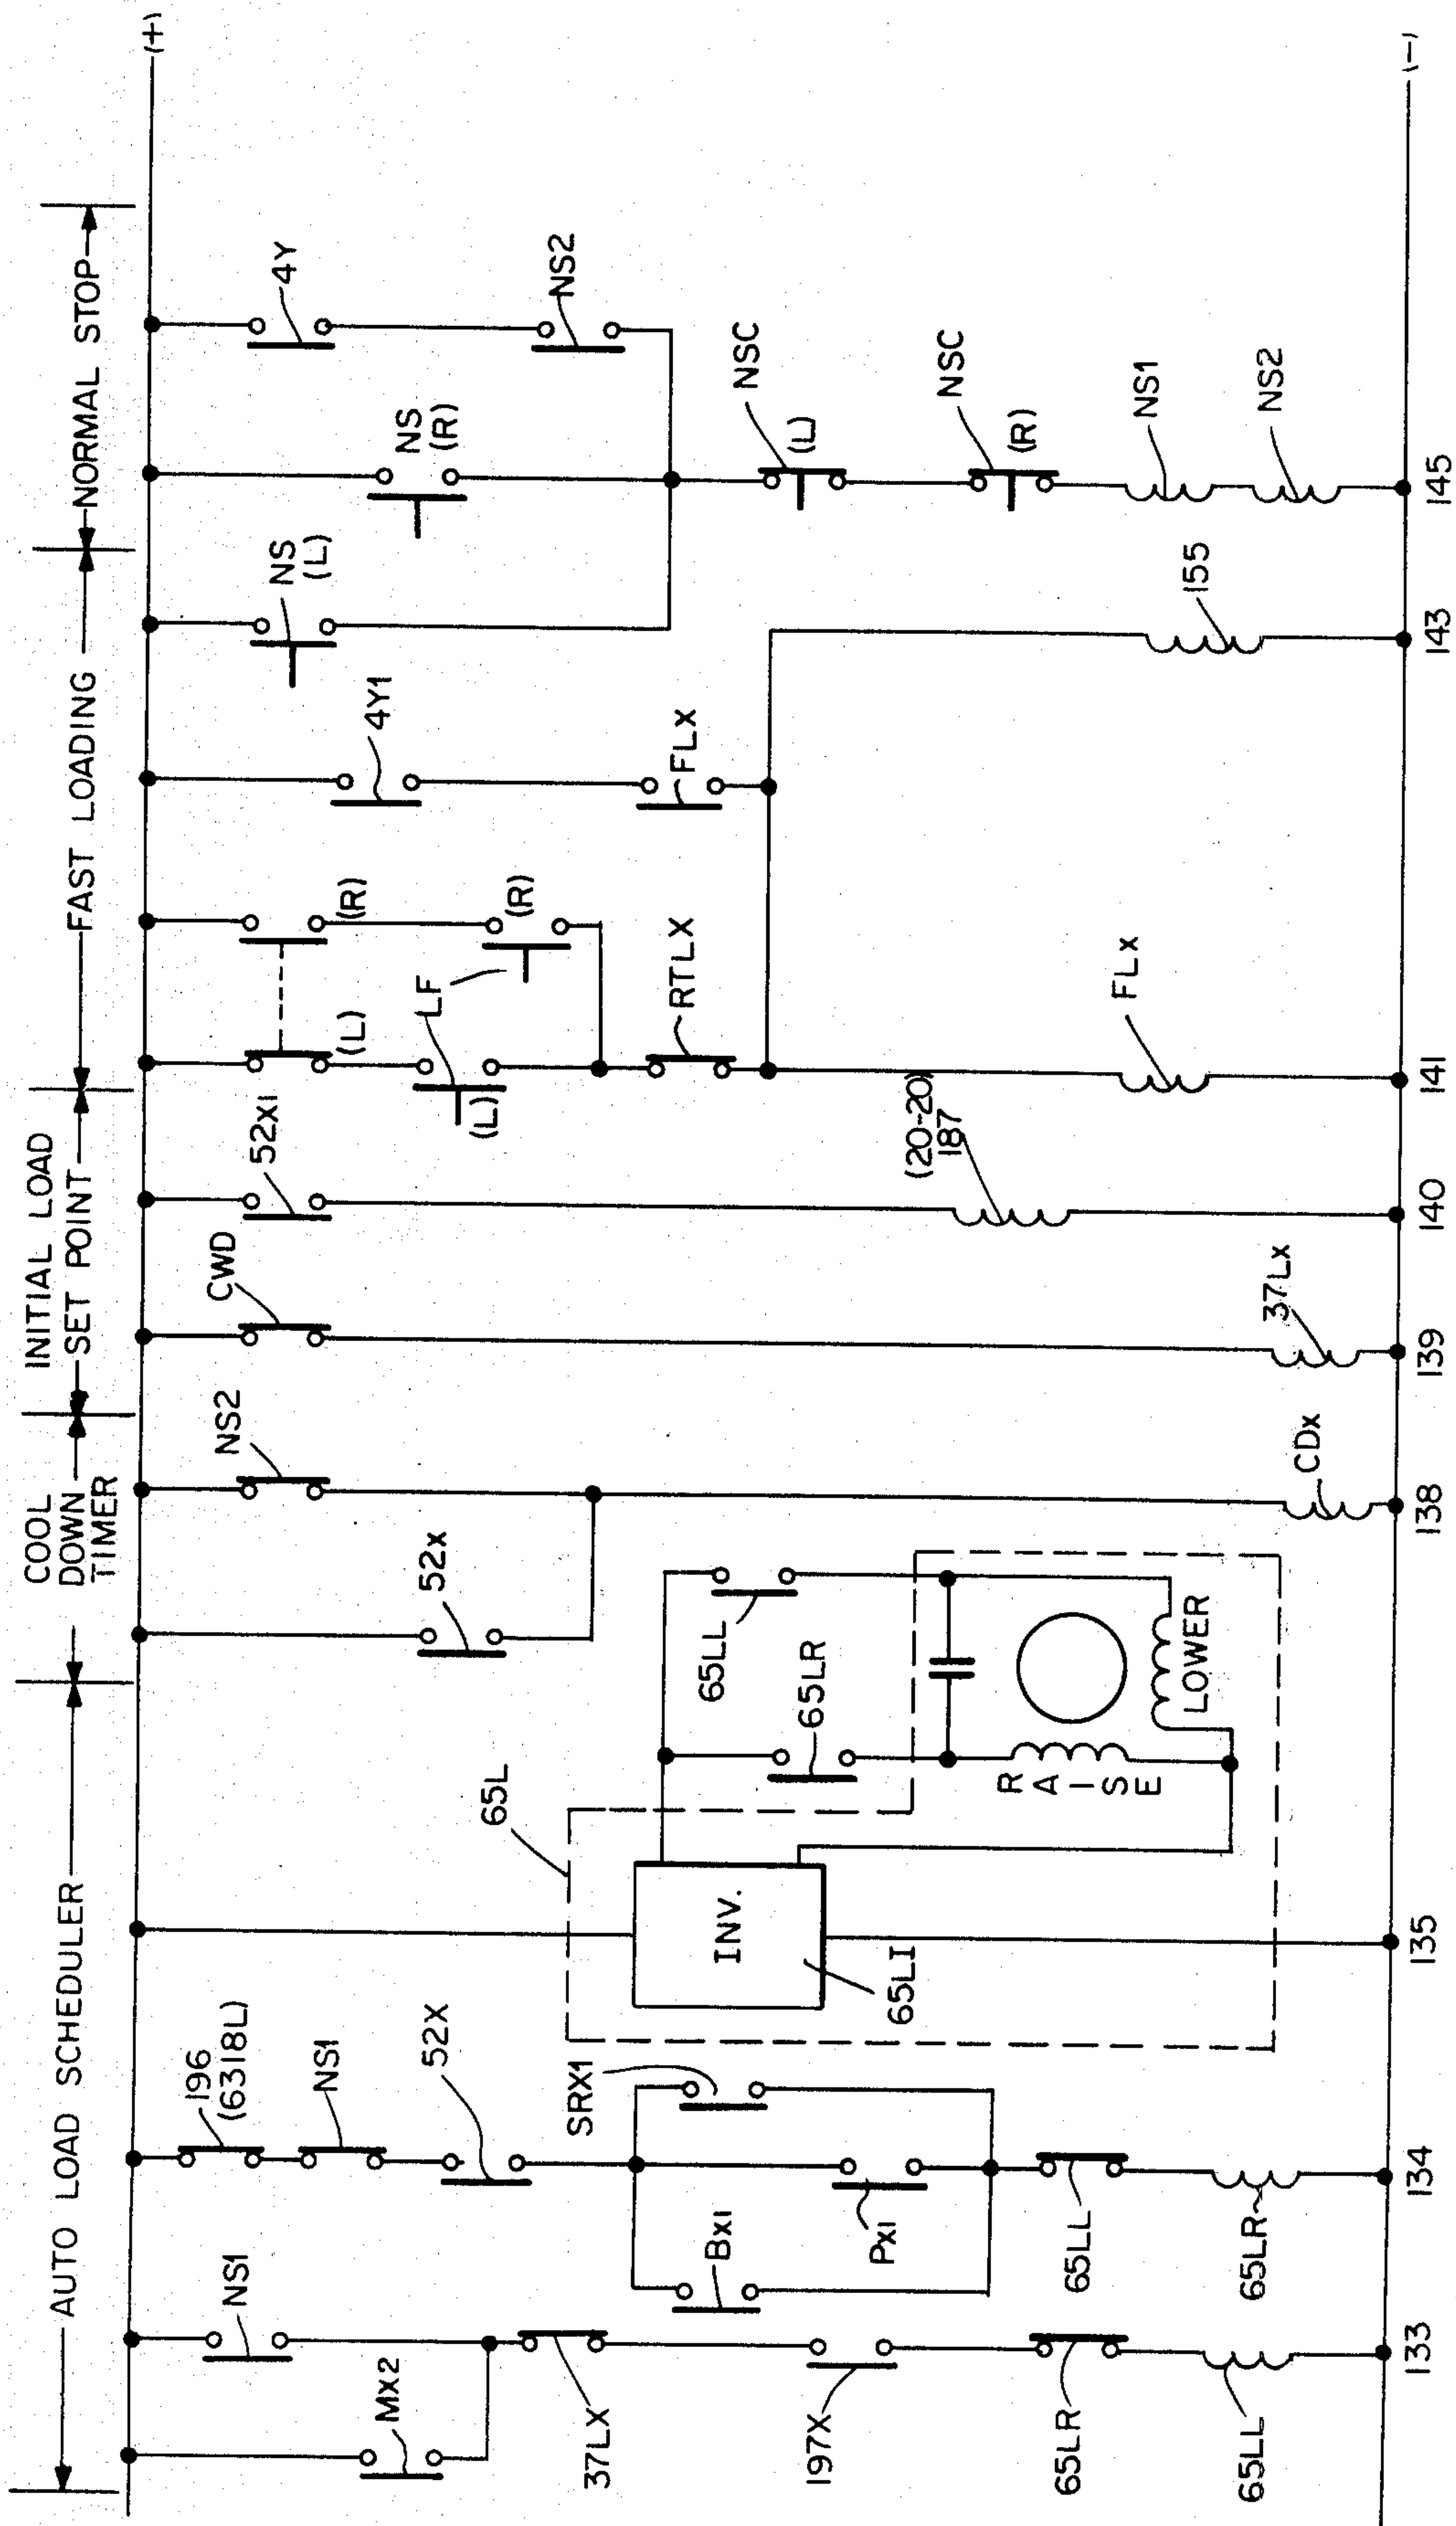 (+)
AUTO LOAD SCHEDULER
COOL
DOWN
TIMER
INITIAL LOAD
SET POINT
FAST LOADING
NORMAL STOP
Mx2
NS1
37LX
197X
65LR
65LL
133
196
(6318L)
NS1
52X
SRX1
Bx1
Px1
65LL
65LR
134
65L
INV.
65LI
65LL
65LR
RAISE
LOWER
135
52x
NS2
CDx
138
CWD
37Lx
139
52x1
(20-20)
187
140
(L)
(R)
LF
(L)
(R)
RTLX
FLx
141
4Y1
FLX
155
143
NS
(L)
NS
(R)
4Y
NS2
NSC
(L)
NSC
(R)
NS1
NS2
145
(−)